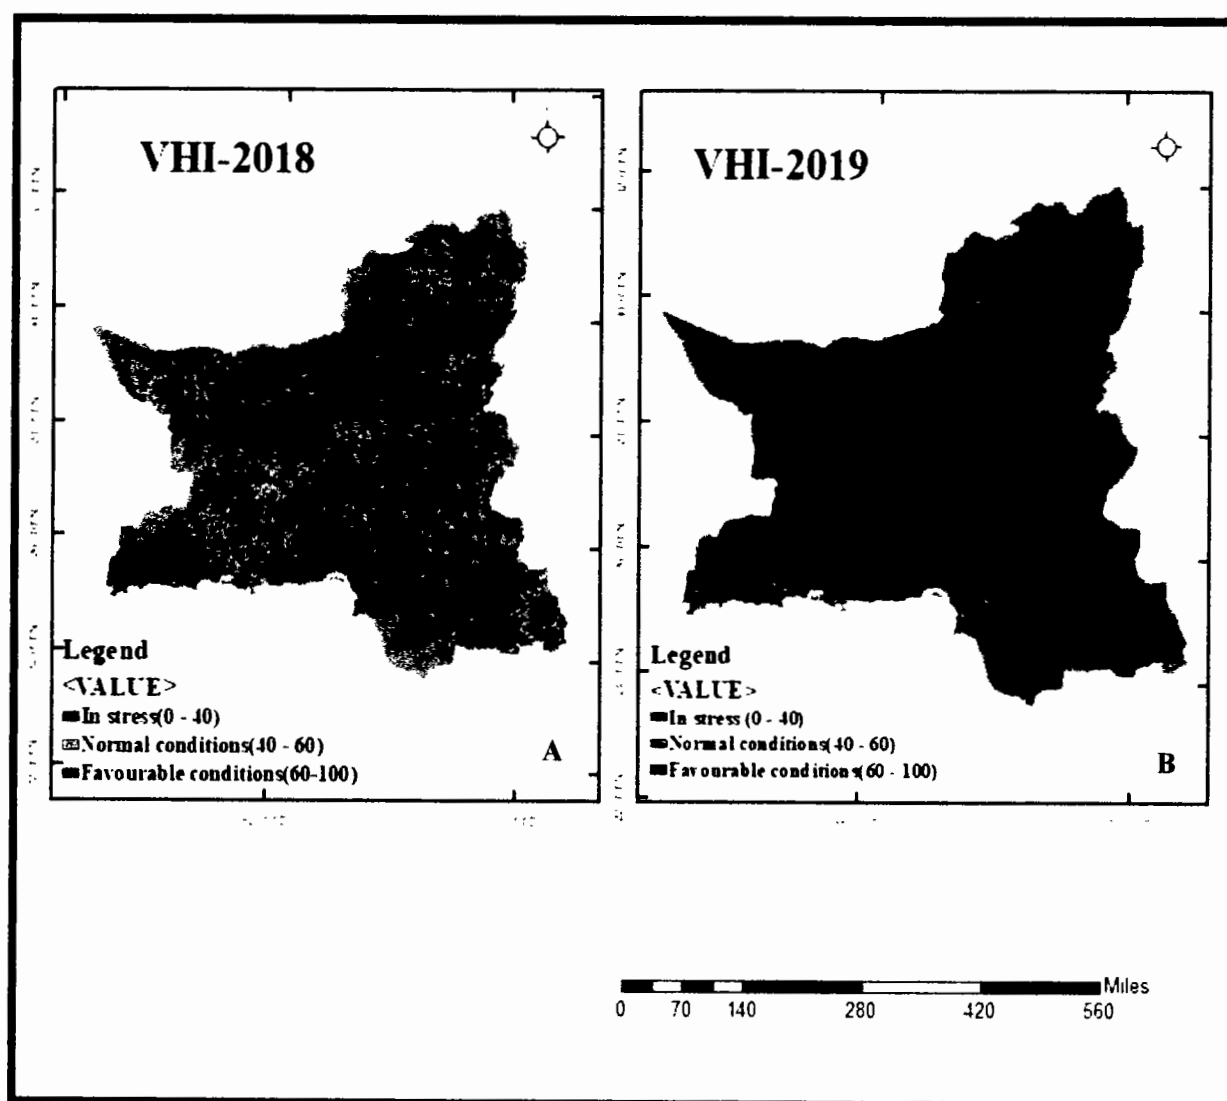 VHI-2018
Legend
<VALUE>
In stress(0 - 40)
Normal conditions(40 - 60)
Favourable conditions(60-100)
A
VHI-2019
Legend
<VALUE>
In stress (0 - 40)
Normal conditions(40 - 60)
Favourable conditions(60 - 100)
B
Miles
0 70 140 280 420 560